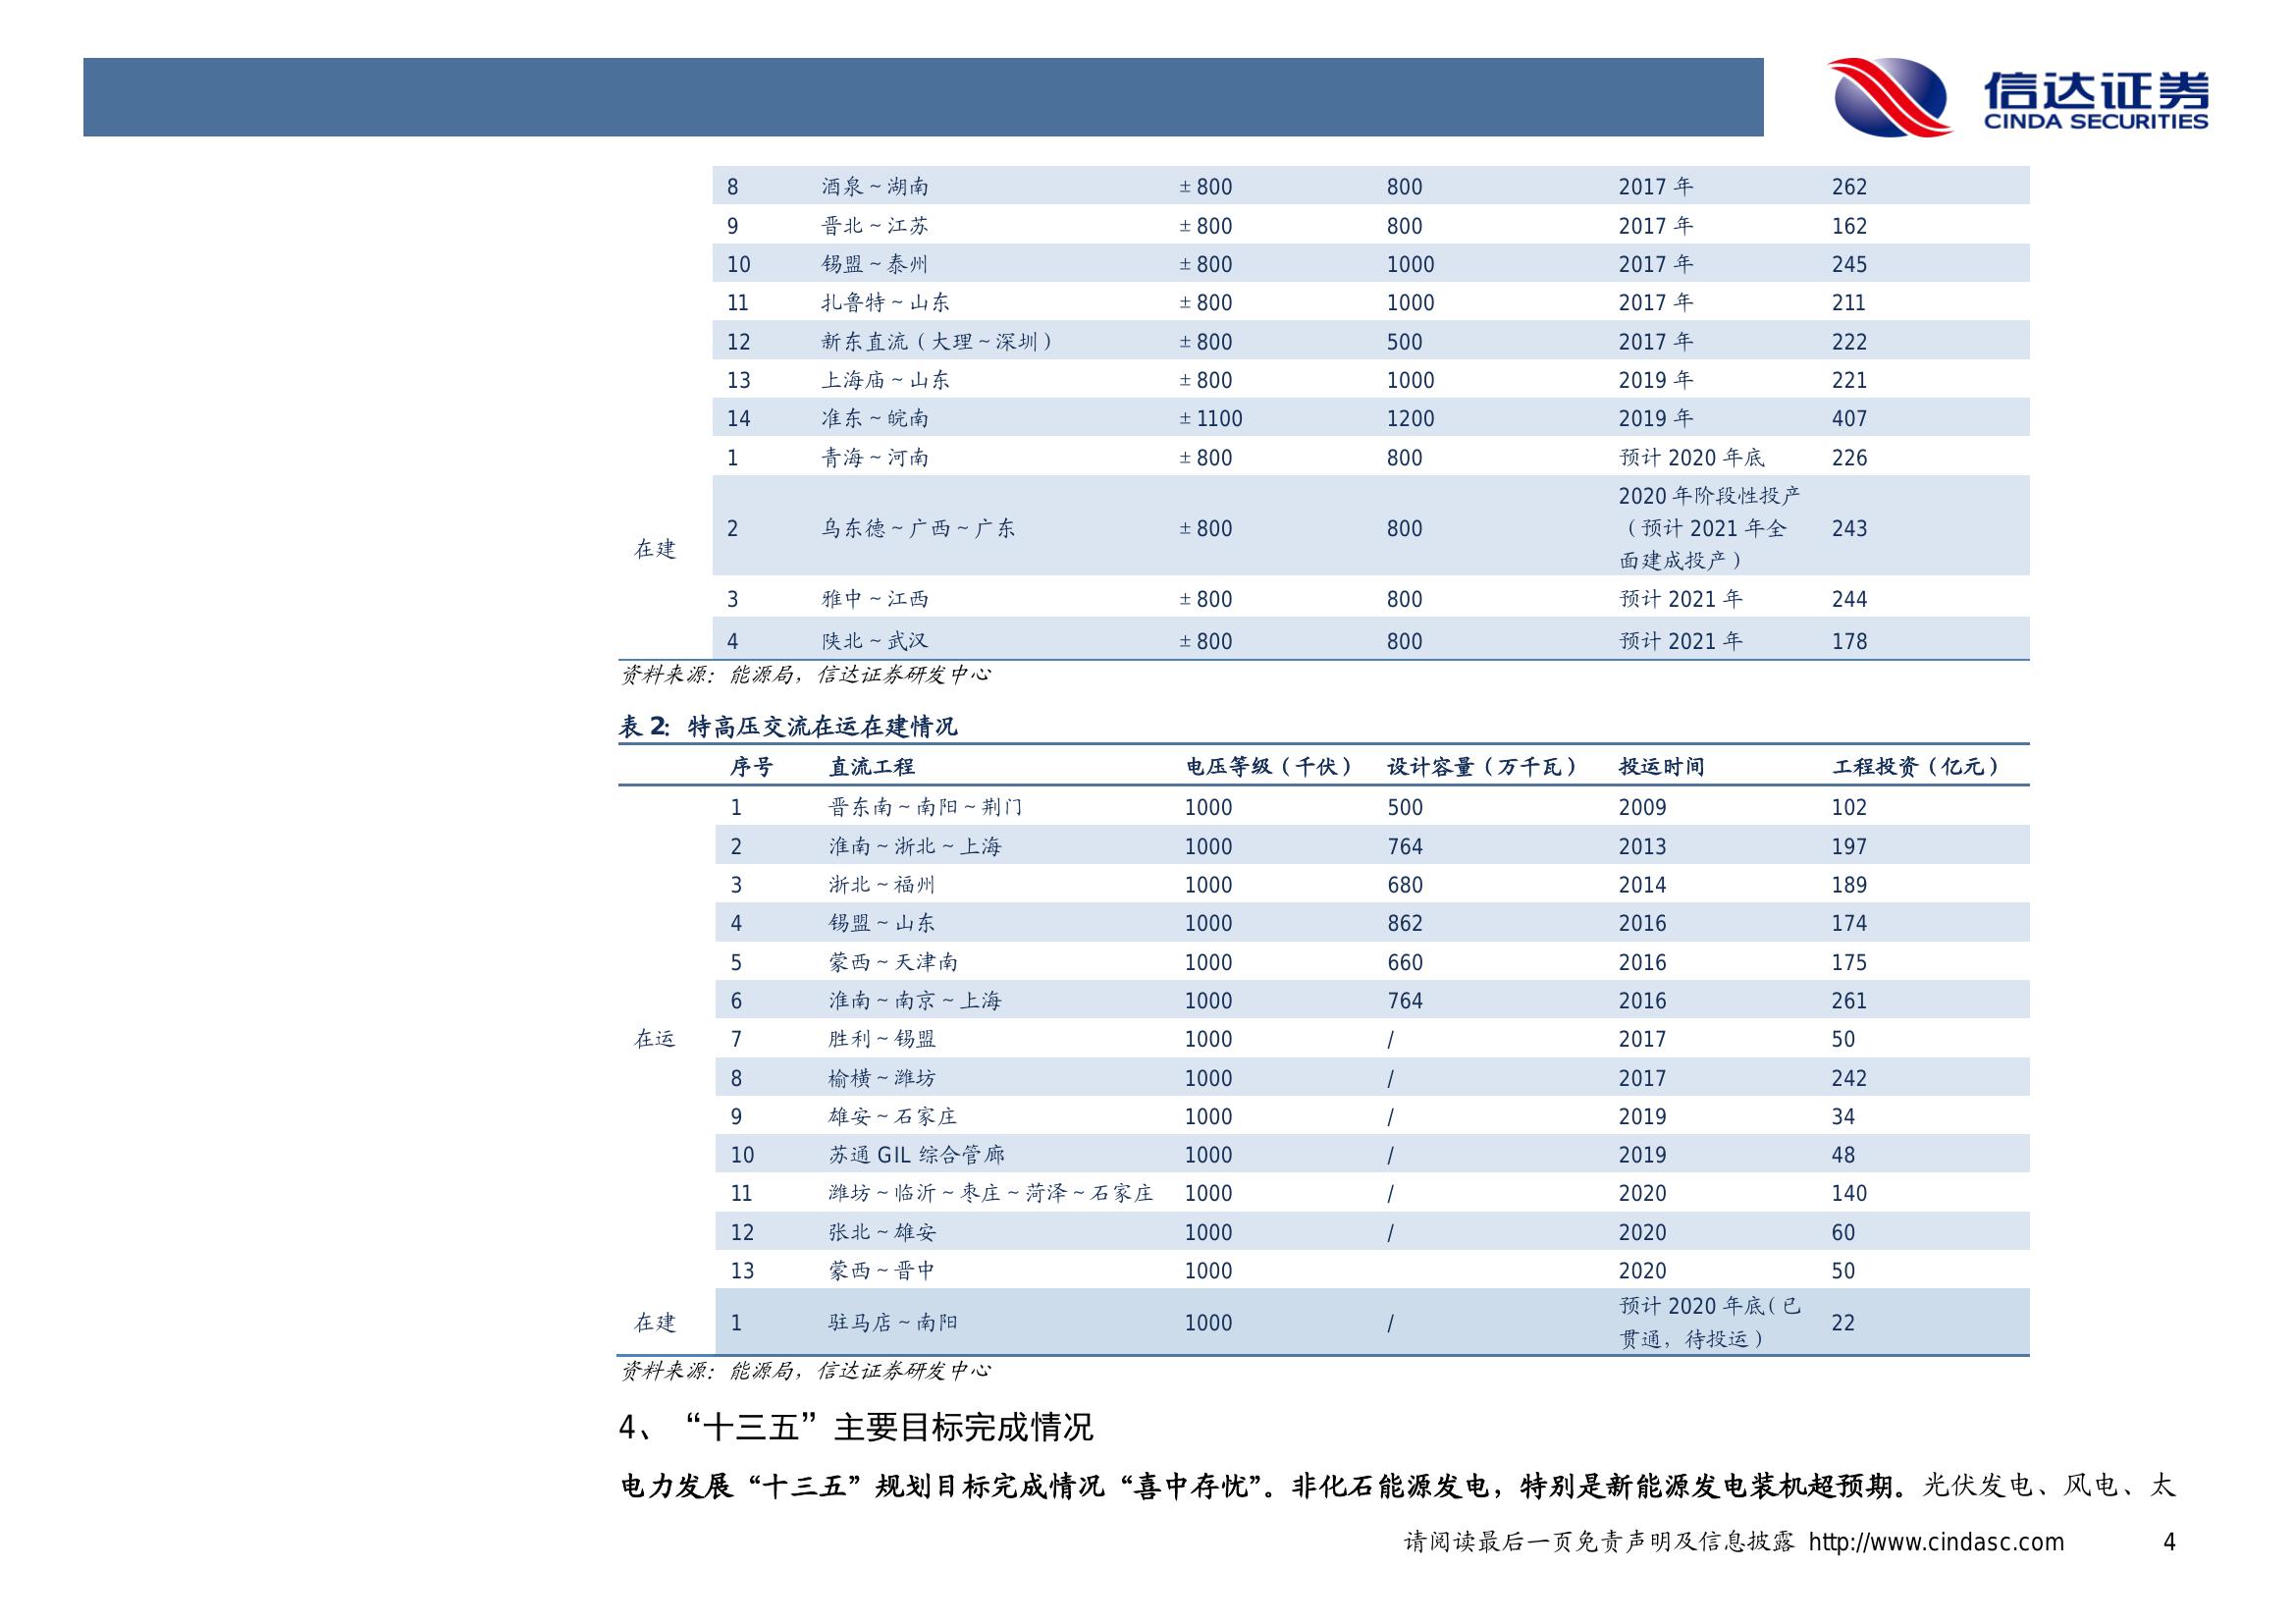 信达证券
CINDA SECURITIES
8 酒泉～湖南 ±800 800 2017 年 262
9 晋北～江苏 ±800 800 2017 年 162
10 锡盟～泰州 ±800 1000 2017 年 245
11 扎鲁特～山东 ±800 1000 2017 年 211
12 新东直流（大理～深圳） ±800 500 2017 年 222
13 上海庙～山东 ±800 1000 2019 年 221
14 准东～皖南 ±1100 1200 2019 年 407
在建
1 青海～河南 ±800 800 预计 2020 年底 226
2 乌东德～广西～广东 ±800 800 2020 年阶段性投产
（预计 2021 年全
面建成投产） 243
3 雅中～江西 ±800 800 预计 2021 年 244
4 陕北～武汉 ±800 800 预计 2021 年 178
资料来源：能源局，信达证券研发中心
表 2：特高压交流在运在建情况
序号 直流工程 电压等级（千伏） 设计容量（万千瓦） 投运时间 工程投资（亿元）
在运
1 晋东南～南阳～荆门 1000 500 2009 102
2 淮南～浙北～上海 1000 764 2013 197
3 浙北～福州 1000 680 2014 189
4 锡盟～山东 1000 862 2016 174
5 蒙西～天津南 1000 660 2016 175
6 淮南～南京～上海 1000 764 2016 261
7 胜利～锡盟 1000 / 2017 50
8 榆横～潍坊 1000 / 2017 242
9 雄安～石家庄 1000 / 2019 34
10 苏通 GIL 综合管廊 1000 / 2019 48
11 潍坊～临沂～枣庄～菏泽～石家庄 1000 / 2020 140
12 张北～雄安 1000 / 2020 60
13 蒙西～晋中 1000 2020 50
在建
1 驻马店～南阳 1000 / 预计 2020 年底（已
贯通，待投运） 22
资料来源：能源局，信达证券研发中心
4、“十三五”主要目标完成情况
电力发展“十三五”规划目标完成情况“喜中存忧”。非化石能源发电，特别是新能源发电装机超预期。光伏发电、风电、太
请阅读最后一页免责声明及信息披露 http://www.cindasc.com 4